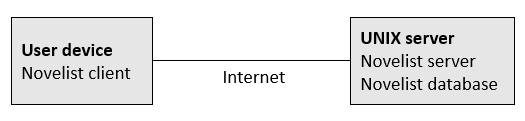 User device
Novelist client
Internet
UNIX server
Novelist server
Novelist database